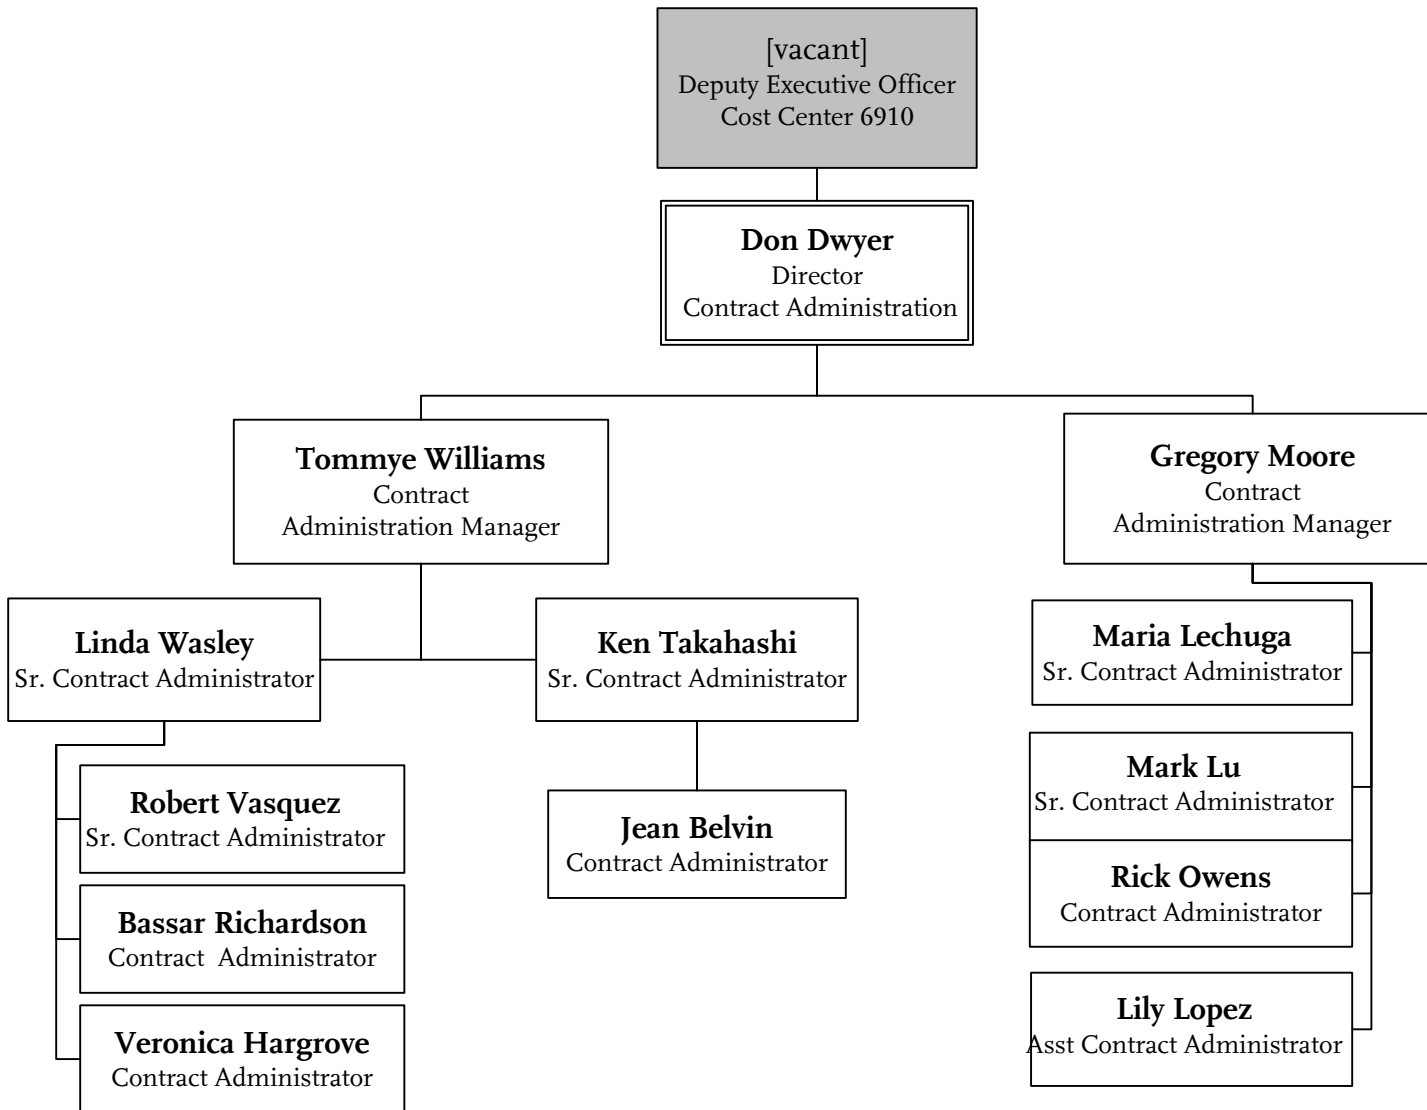 [vacant]
Deputy Executive Officer
Cost Center 6910
Don Dwyer
Director
Contract Administration
Tommye Williams
Contract
Administration Manager
Gregory Moore
Contract
Administration Manager
Linda Wasley
Sr. Contract Administrator
Ken Takahashi
Sr. Contract Administrator
Maria Lechuga
Sr. Contract Administrator
Robert Vasquez
Sr. Contract Administrator
Jean Belvin
Contract Administrator
Mark Lu
Sr. Contract Administrator
Rick Owens
Contract Administrator
Bassar Richardson
Contract  Administrator
Lily Lopez
Asst Contract Administrator
Veronica Hargrove
Contract Administrator